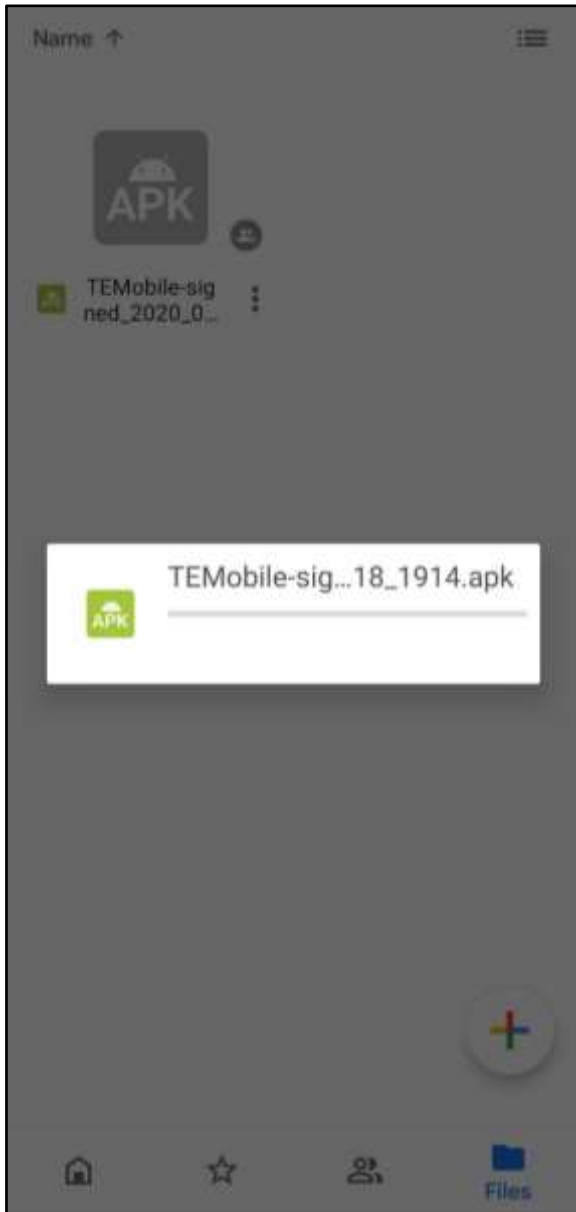 Name ↑
APK
TEMobile-sig
ned_2020_0...
TEMobile-sig...18_1914.apk
APK
Files